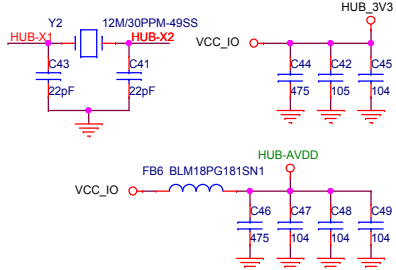 Y2 12M/30PPM-49SS
HUB-X1 HUB-X2
C43 C41
22pF 22pF
HUB_3V3
VCC_IO
C44 C42 C45
475 105 104
HUB-AVDD
FB6 BLM18PG181SN1
VCC_IO
C46 C47 C48 C49
475 104 104 104